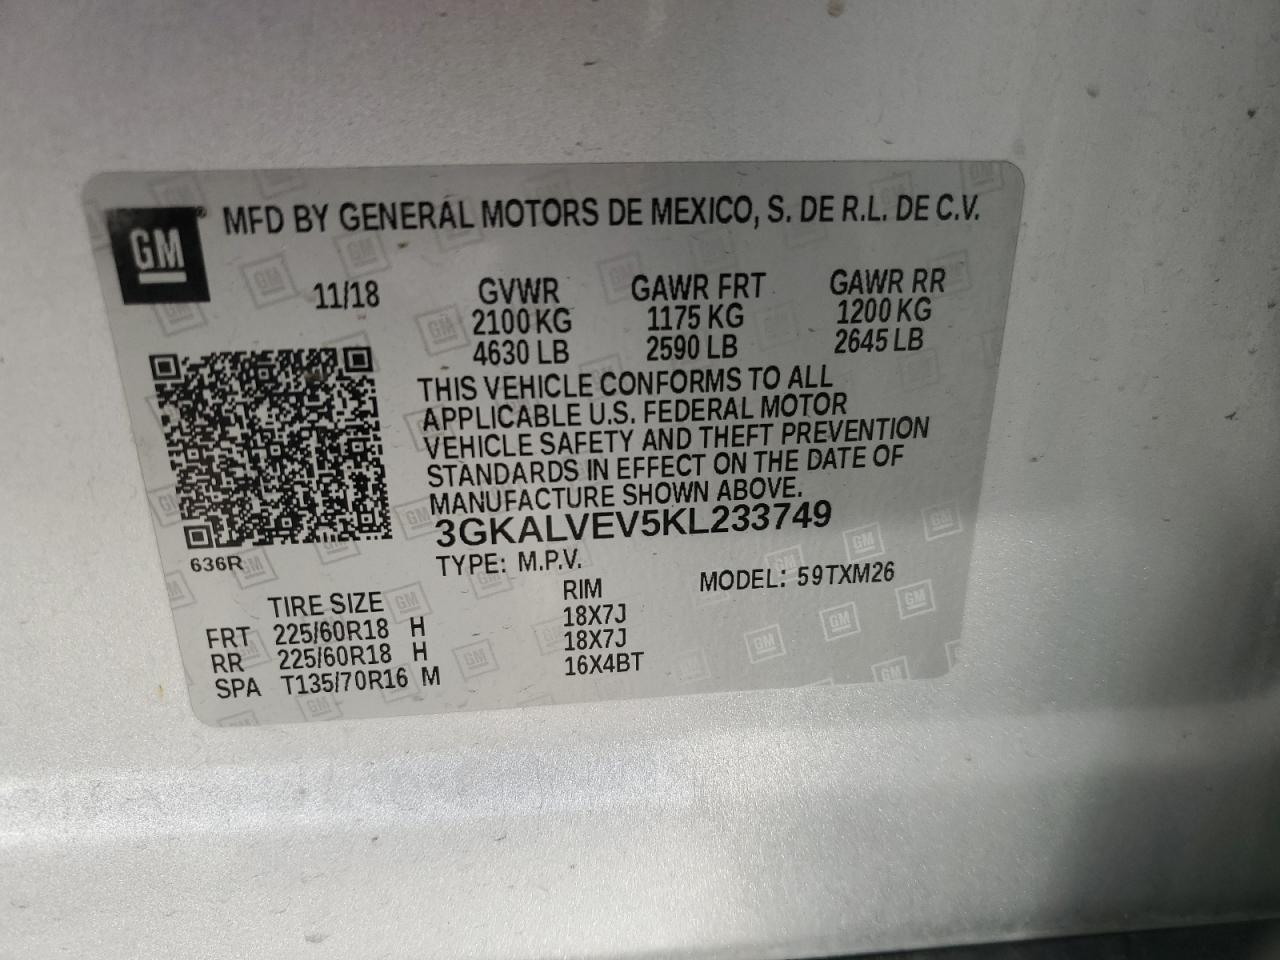 GM
MFD BY GENERAL MOTORS DE MEXICO, S. DE R.L. DE C.V.
11/18 GVWR GAWR FRT GAWR RR
2100 KG 1175 KG 1200 KG
4630 LB 2590 LB 2645 LB
THIS VEHICLE CONFORMS TO ALL
APPLICABLE U.S. FEDERAL MOTOR
VEHICLE SAFETY AND THEFT PREVENTION
STANDARDS IN EFFECT ON THE DATE OF
MANUFACTURE SHOWN ABOVE.
3GKALVEV5KL233749
636R
TYPE: M.P.V. MODEL: 59TXM26
TIRE SIZE RIM
FRT 225/60R18 H 18X7J
RR 225/60R18 H 18X7J
SPA T135/70R16 M 16X4BT